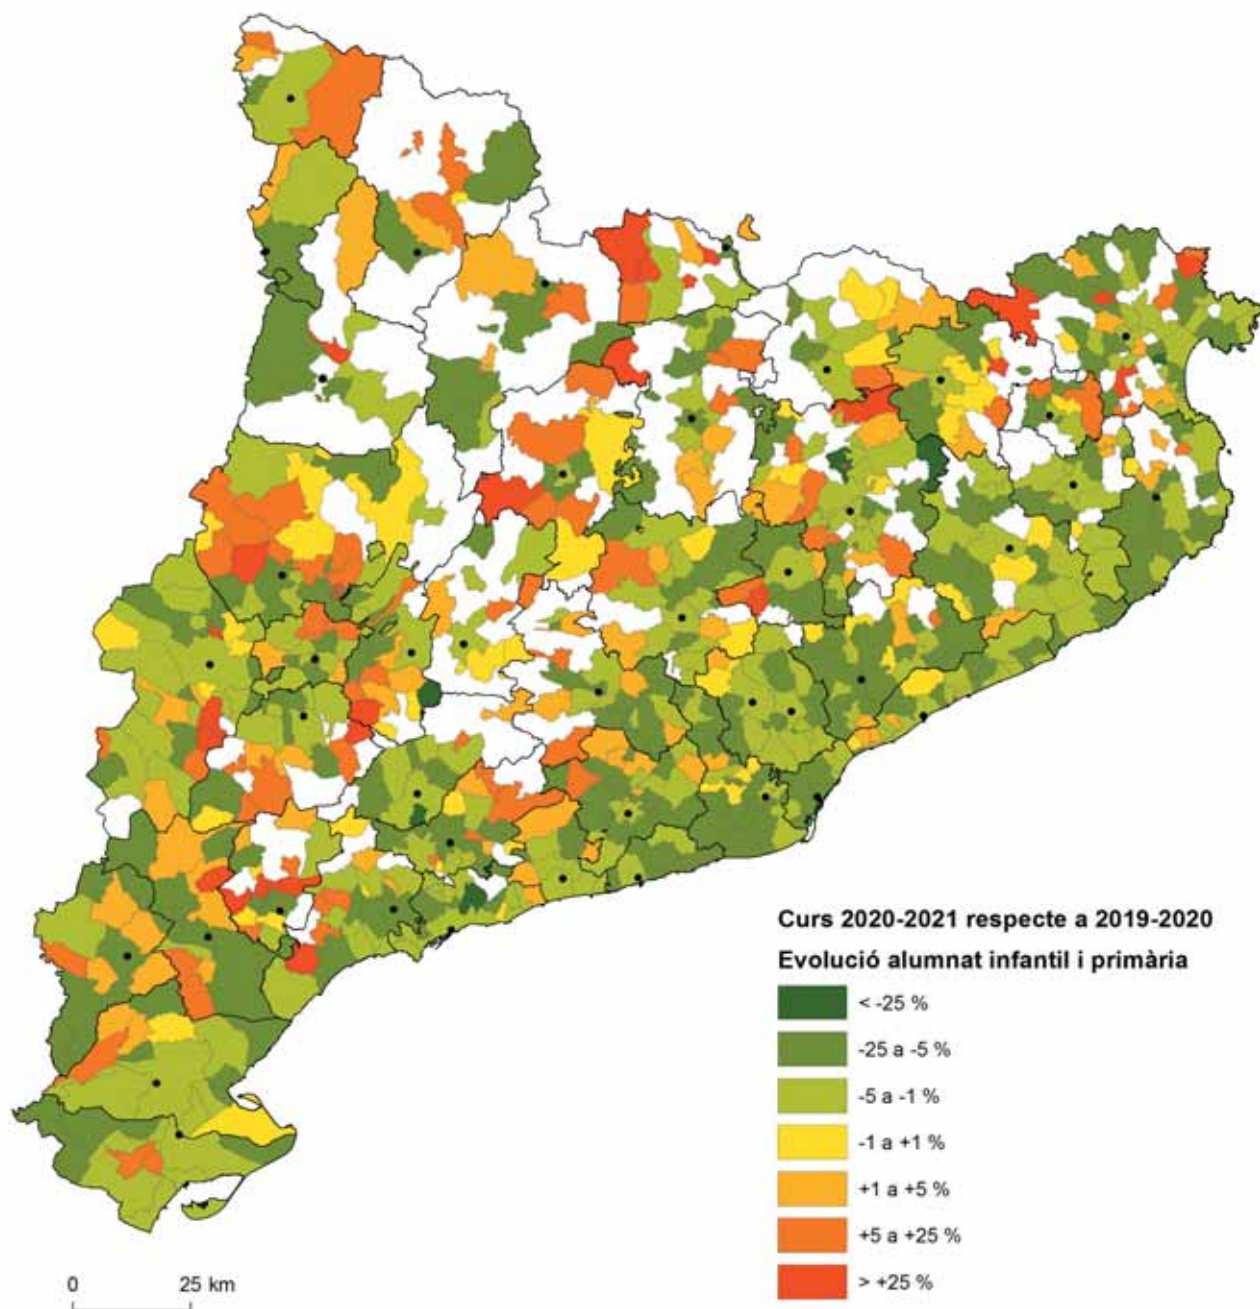 Curs 2020-2021 respecte a 2019-2020
Evolució alumnat infantil i primària
< -25 %
-25 a -5 %
-5 a -1 %
-1 a +1 %
+1 a +5 %
+5 a +25 %
> +25 %
0 25 km